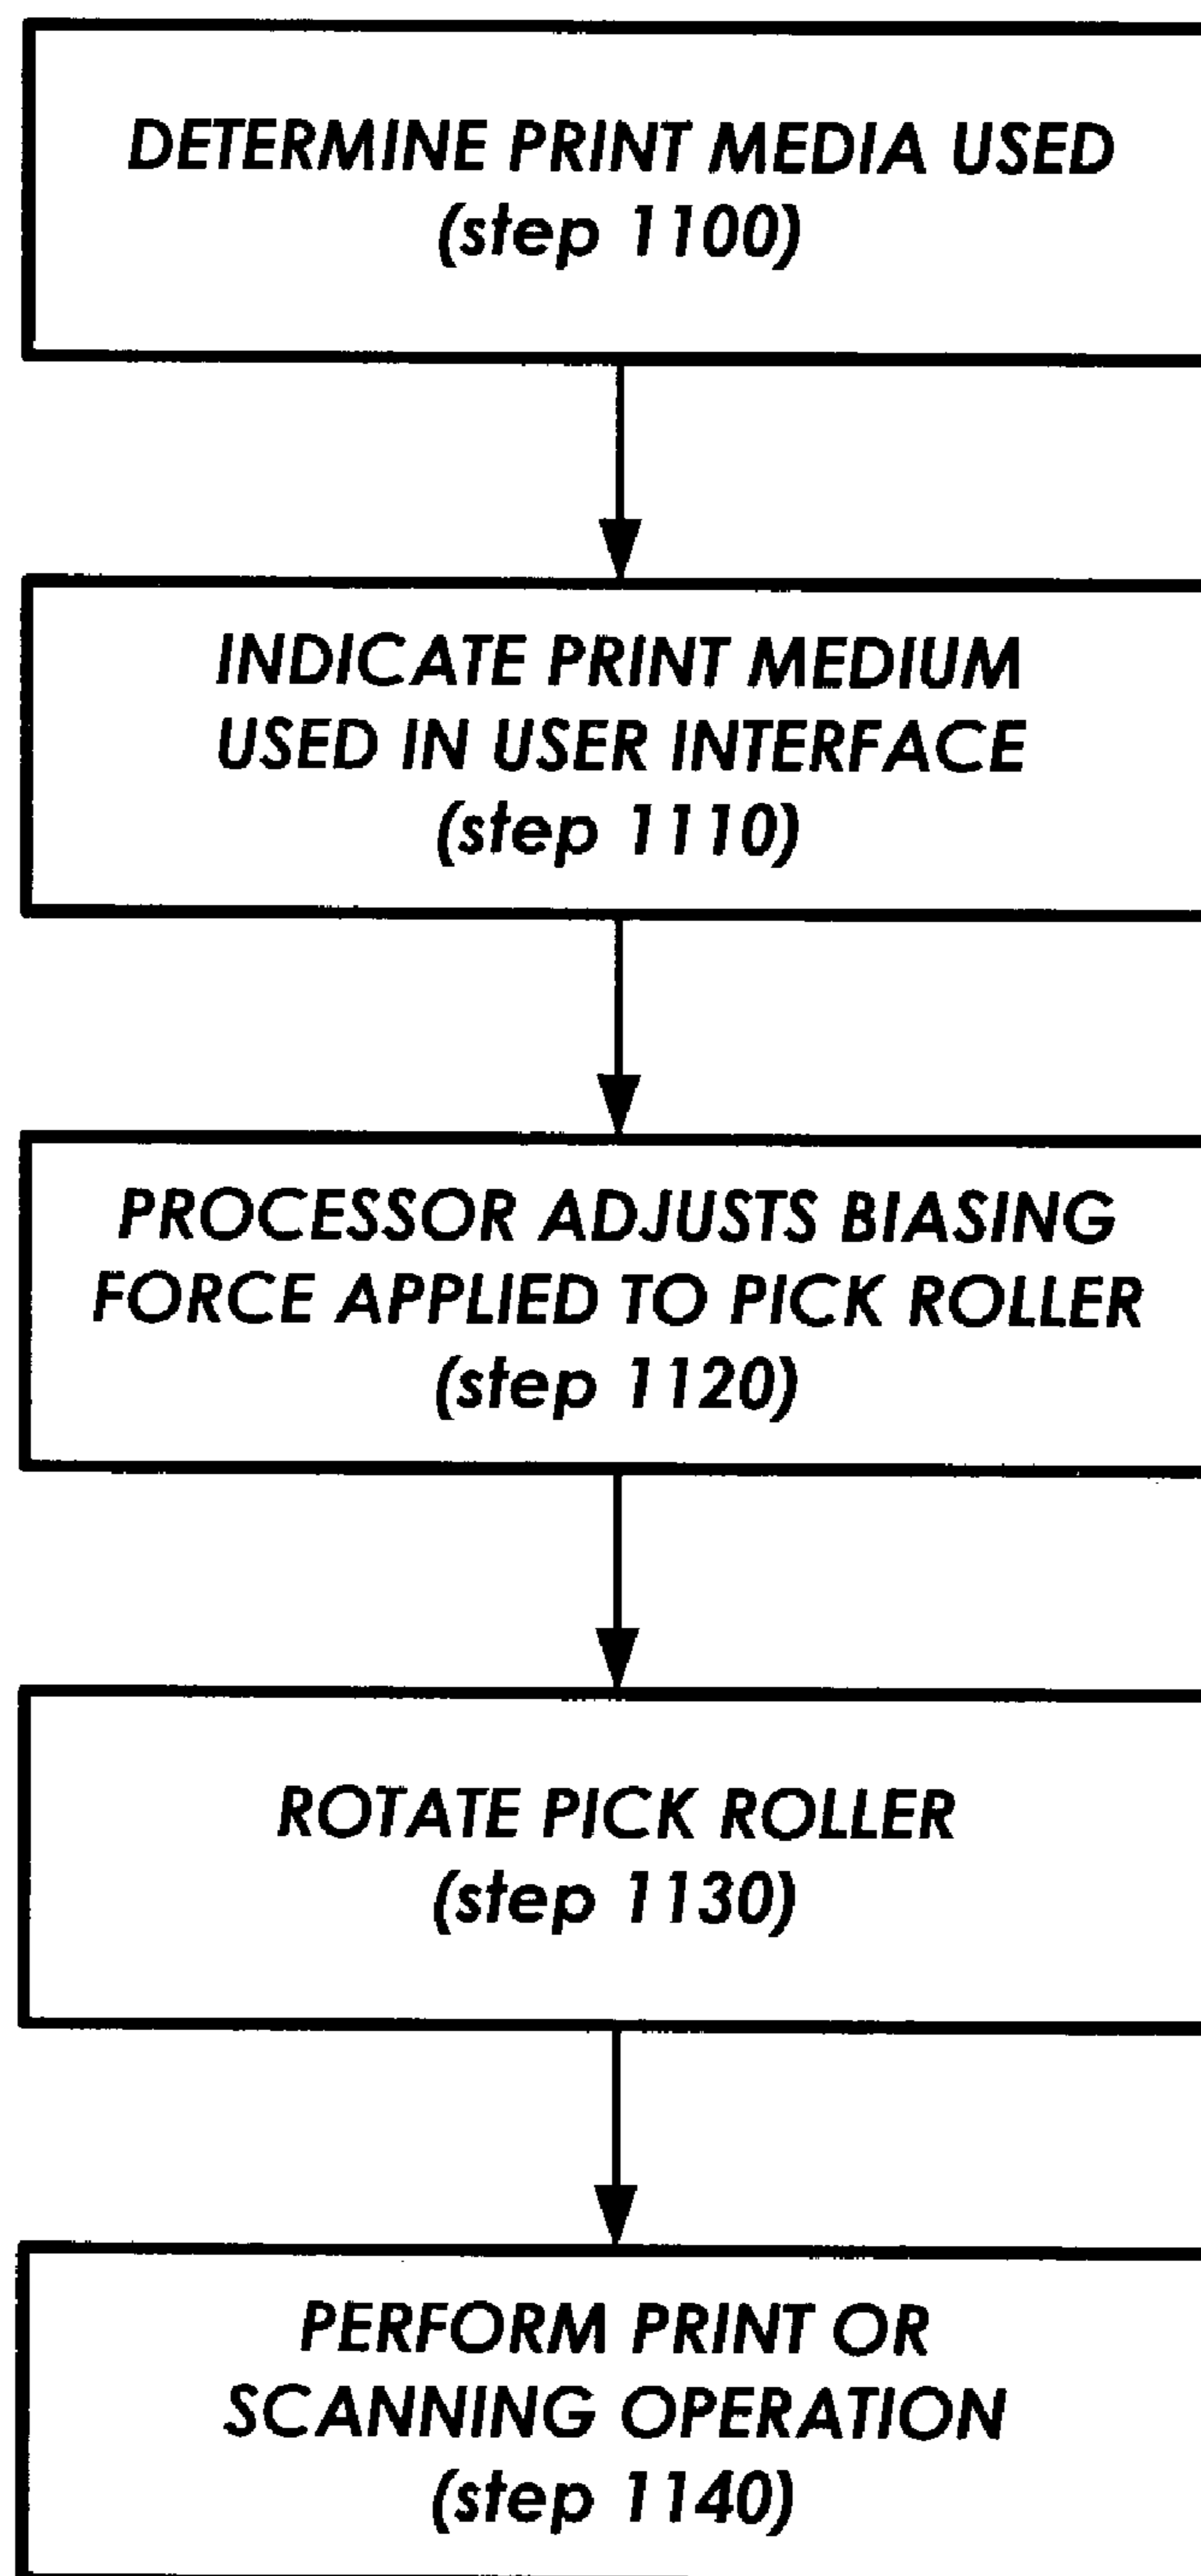 DETERMINE PRINT MEDIA USED
(step 1100)
INDICATE PRINT MEDIUM
USED IN USER INTERFACE
(step 1110)
PROCESSOR ADJUSTS BIASING
FORCE APPLIED TO PICK ROLLER
(step 1120)
ROTATE PICK ROLLER
(step 1130)
PERFORM PRINT OR
SCANNING OPERATION
(step 1140)